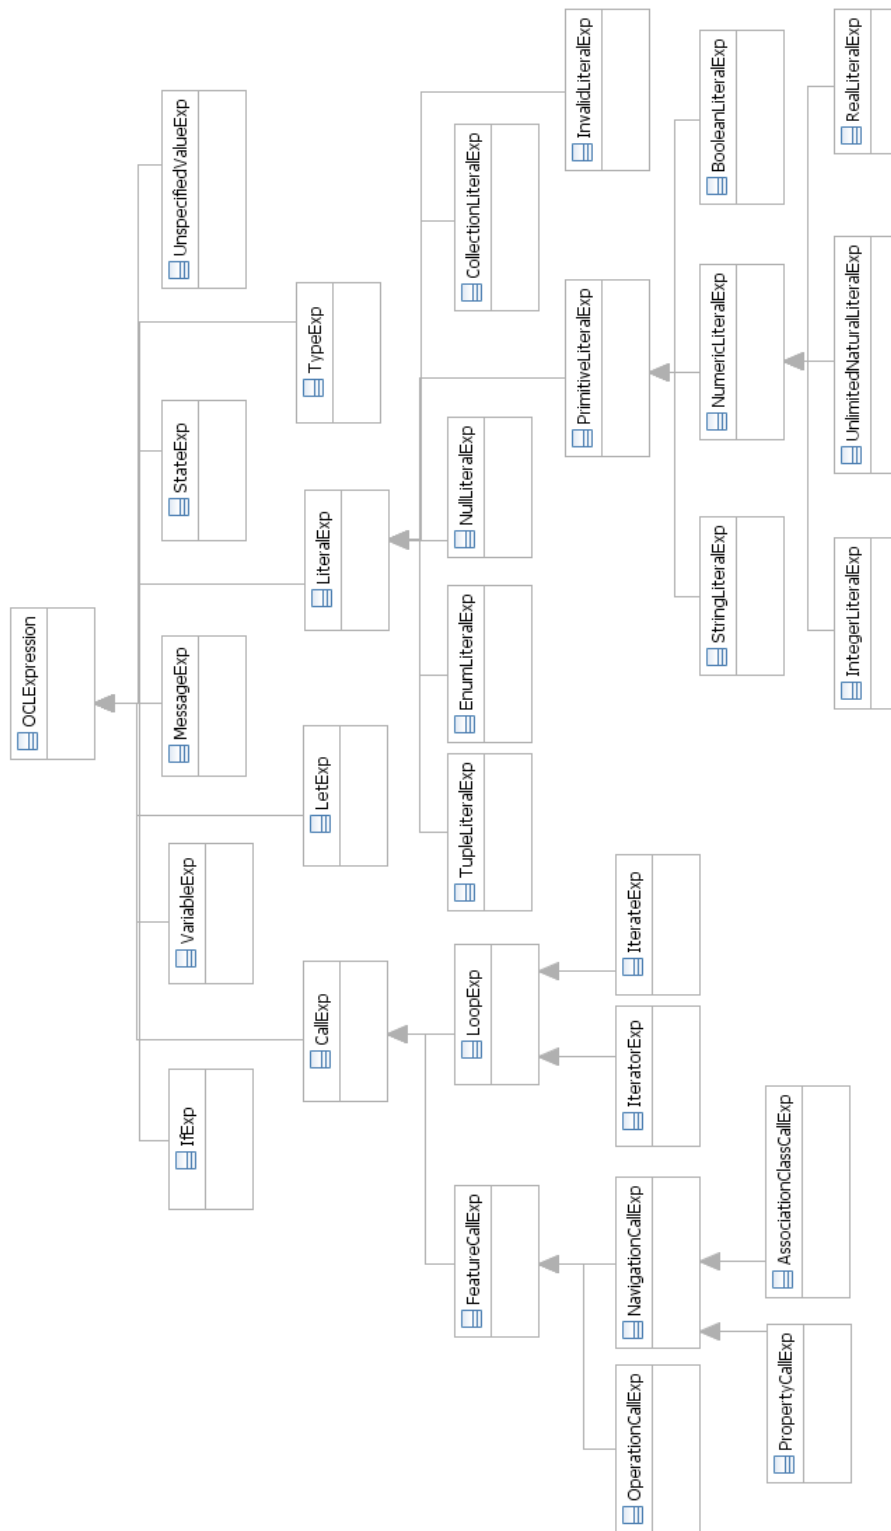 OCLExpression
IfExp
VariableExp
MessageExp
StateExp
UnspecifiedValueExp
CallExp
LetExp
LiteralExp
TypeExp
FeatureCallExp
LoopExp
TupleLiteralExp
EnumLiteralExp
NullLiteralExp
CollectionLiteralExp
OperationCallExp
NavigationCallExp
IteratorExp
IterateExp
PrimitiveLiteralExp
InvalidLiteralExp
PropertyCallExp
AssociationClassCallExp
StringLiteralExp
NumericLiteralExp
BooleanLiteralExp
IntegerLiteralExp
UnlimitedNaturalLiteralExp
RealLiteralExp